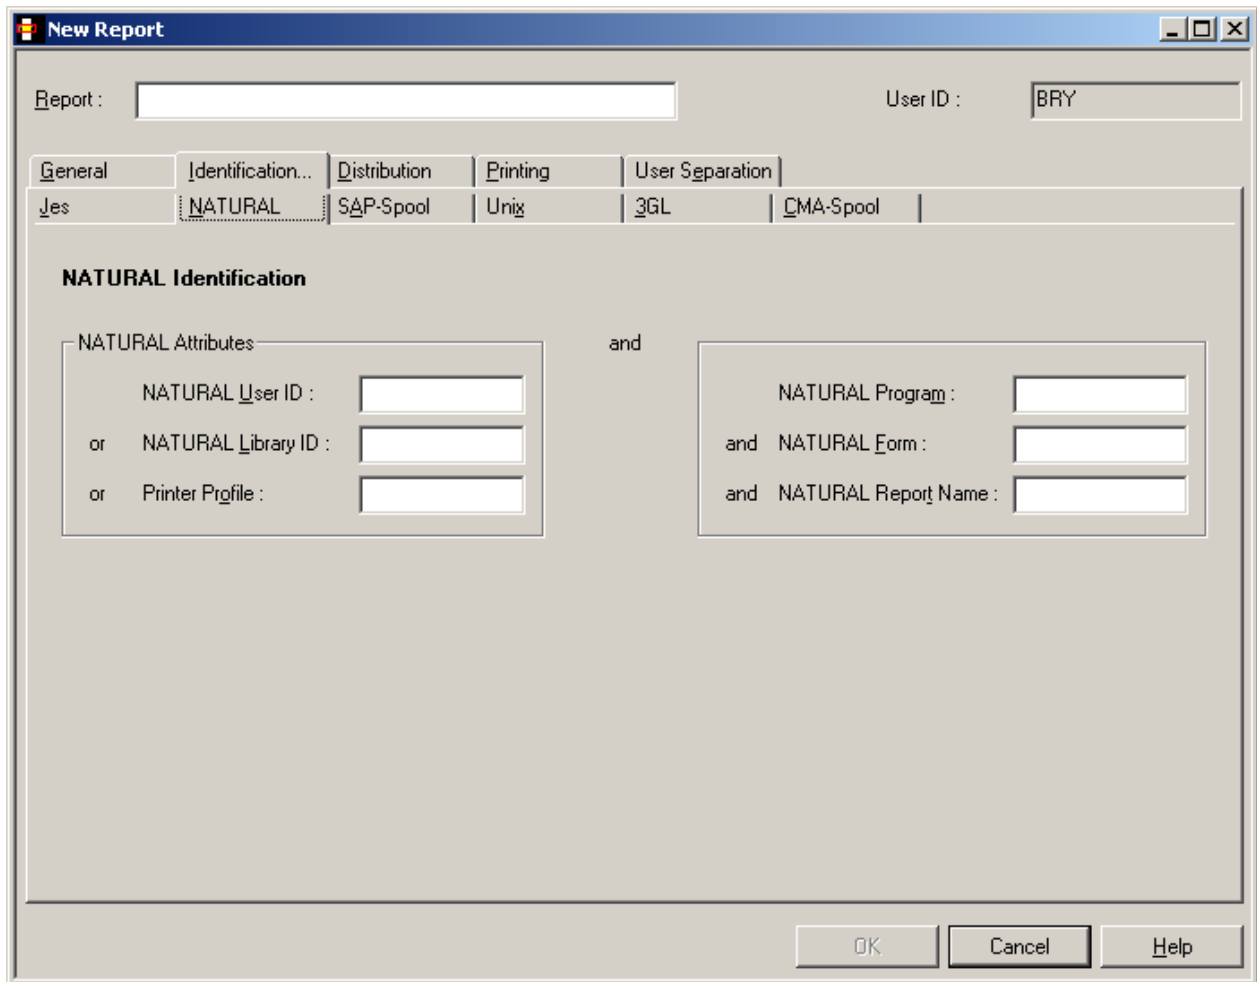 New Report
Report : User ID : BRY
General Identification... Distribution Printing User Separation
Jes NATURAL SAP-Spool Unix 3GL CMA-Spool
NATURAL Identification
NATURAL Attributes and
NATURAL User ID : NATURAL Program :
or NATURAL Library ID : and NATURAL Form :
or Printer Profile : and NATURAL Report Name :
OK Cancel Help